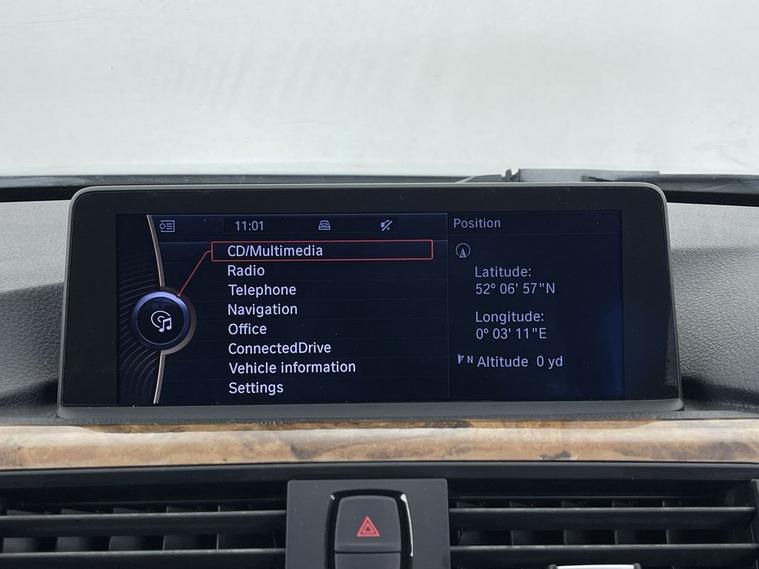 11:01
CD/Multimedia
Radio
Telephone
Navigation
Office
ConnectedDrive
Vehicle information
Settings
Position
Latitude:
52° 06' 57"N
Longitude:
0° 03' 11"E
N Altitude 0 yd